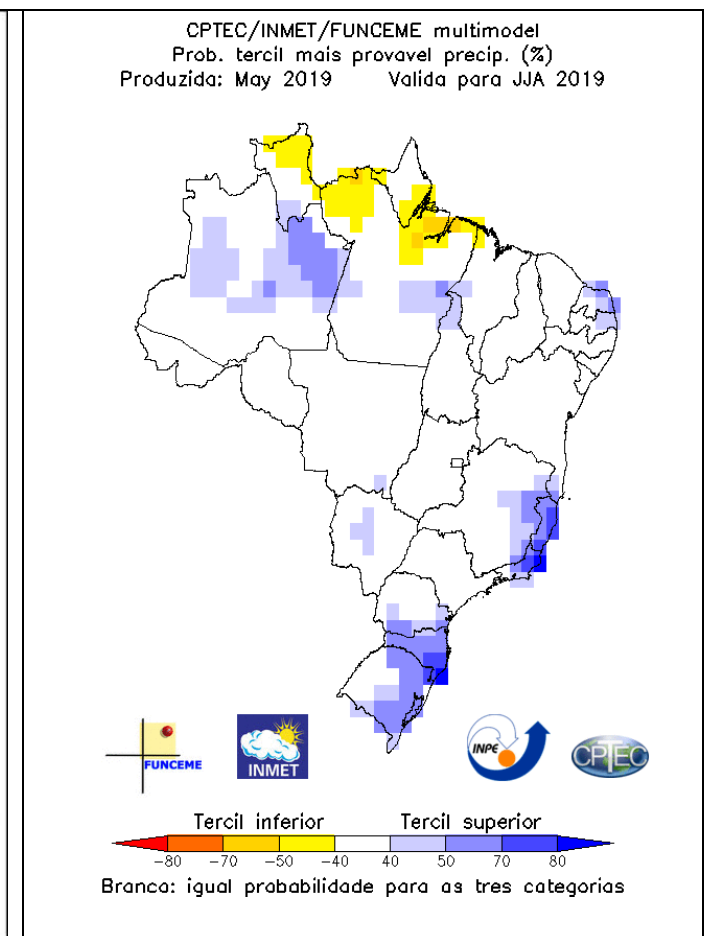 CPTEC/INMET/FUNCEME multimodel
Prob. tercil mais provavel precip. (%)
Produzida: May 2019 Valida para JJA 2019
FUNCEME
INMET
INPE
CPTEC
Tercil inferior Tercil superior
-80 -70 -50 -40 40 50 70 80
Branca: igual probabilidade para as tres categorias